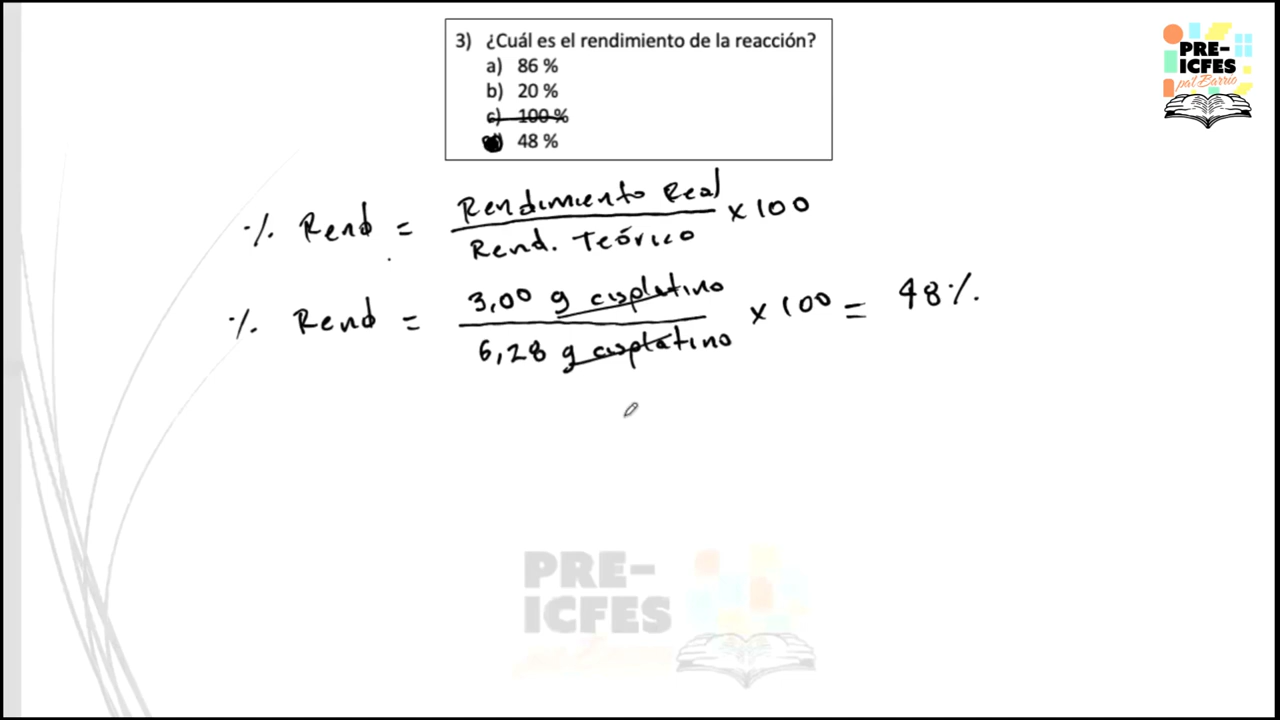 3) ¿Cuál es el rendimiento de la reacción?
a) 86 %
b) 20 %
c) 100 %
48 %
PRE-
ICFES
pa'l Barrio
% Rend = Rendimiento Real
Rend. Teórico
x 100
% Rend = 3,00 g cisplatino
6,28 g cisplatino
x 100 = 48%
PRE-
ICFES